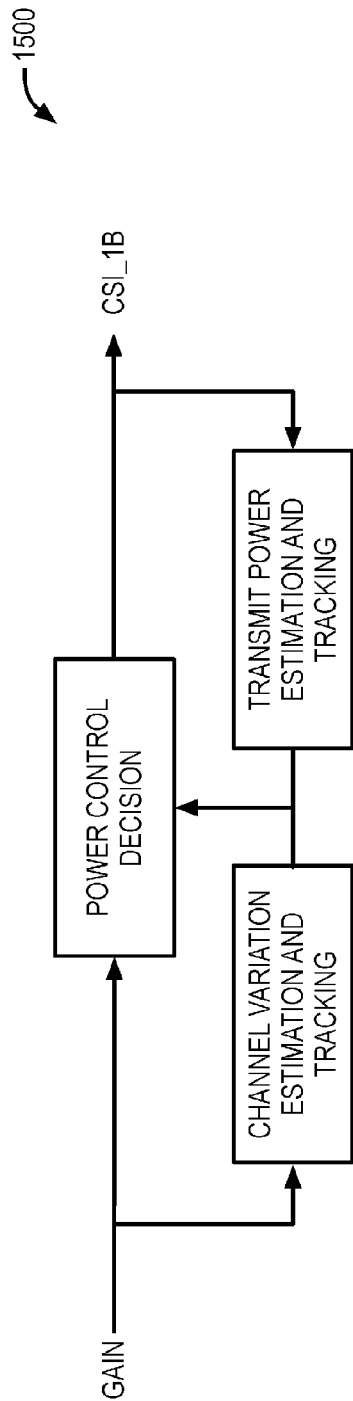 1500
GAIN
POWER CONTROL
DECISION
CSI_1B
CHANNEL VARIATION
ESTIMATION AND
TRACKING
TRANSMIT POWER
ESTIMATION AND
TRACKING